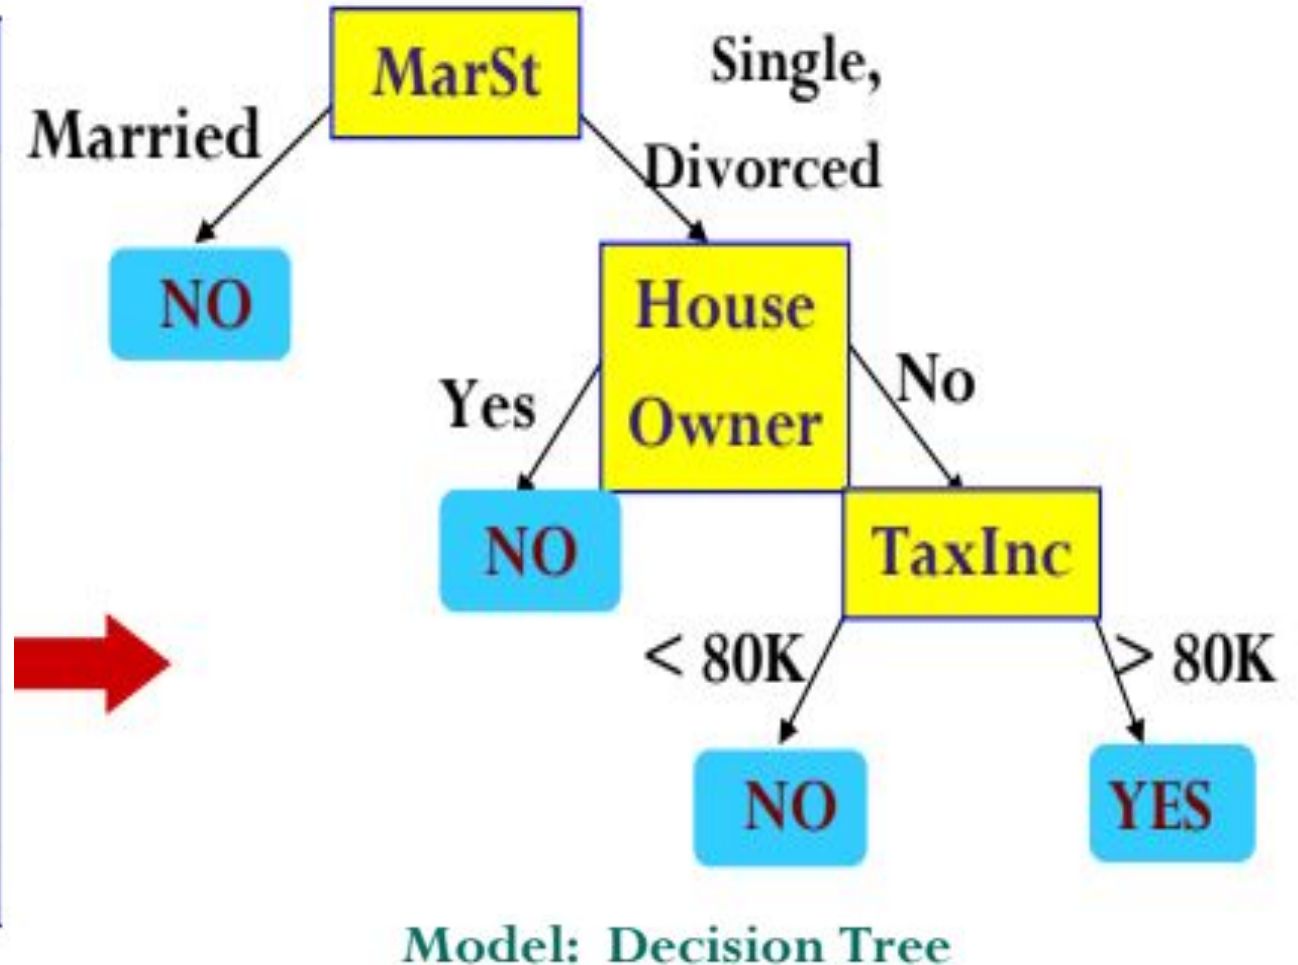 MarSt
Single,
Married
Divorced
NO
House
Yes
No
Owner
NO
TaxInc
< 80K
> 80K
NO
YES
Model: Decision Tree